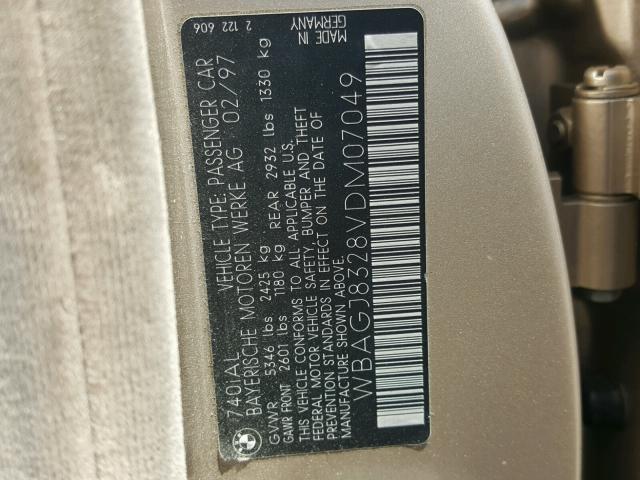 740iAL VEHICLE TYPE: PASSENGER CAR
BAYERISCHE MOTOREN WERKE AG 02/97
GVWR 5346 lbs 2425 kg
GAWR FRONT 2601 lbs 1180 kg REAR 2932 lbs 1330 kg
THIS VEHICLE CONFORMS TO ALL APPLICABLE U.S.
FEDERAL MOTOR VEHICLE SAFETY, BUMPER AND THEFT
PREVENTION STANDARDS IN EFFECT ON THE DATE OF
MANUFACTURE SHOWN ABOVE.
WBAGJ8328VDM07049
2 122 606
MADE IN
GERMANY